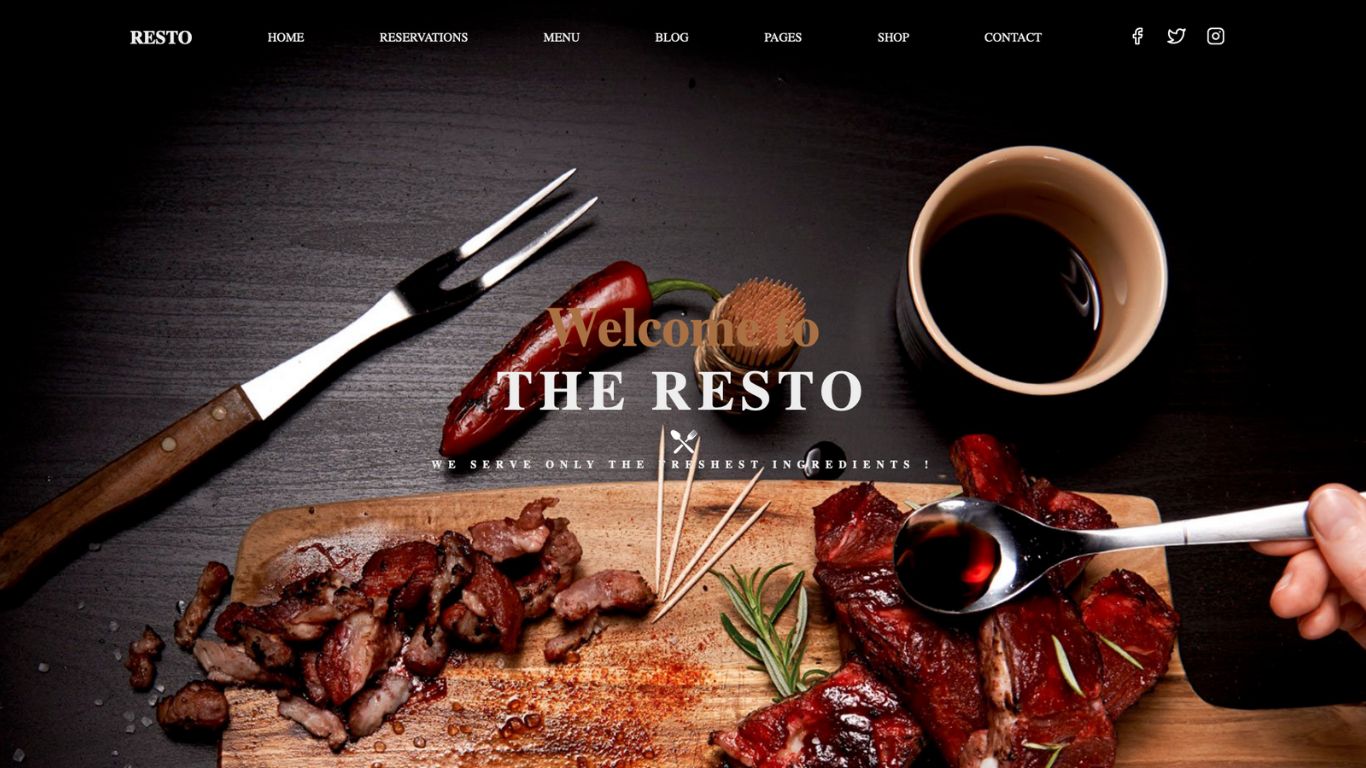 RESTO HOME RESERVATIONS MENU BLOG PAGES SHOP CONTACT
Welcome to
THE RESTO
WE SERVE ONLY THE FRESHEST INGREDIENTS !